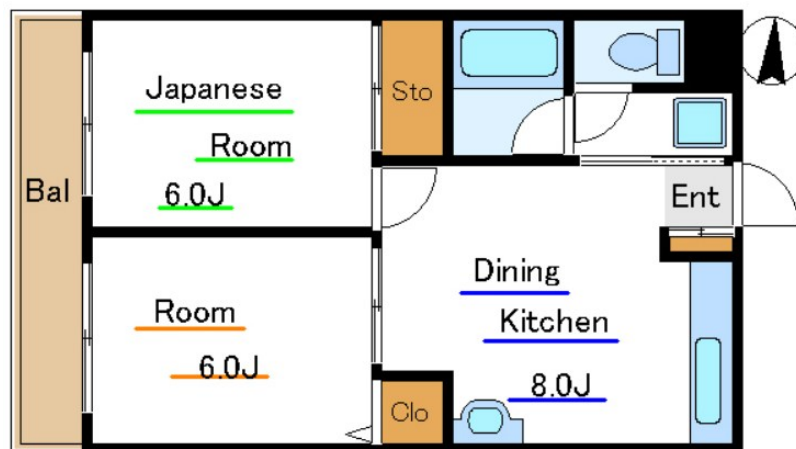 Japanese
Room
6.0J
Sto
Bal
Ent
Dining
Kitchen
8.0J
Room
6.0J
Clo